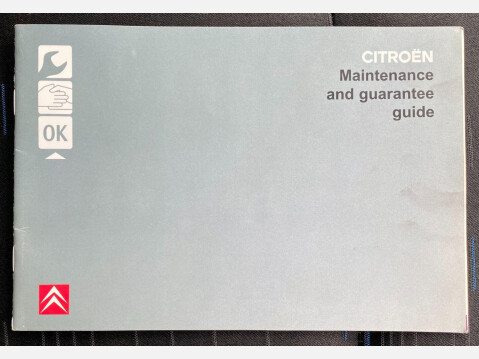 CITROËN
Maintenance
and guarantee
guide
OK